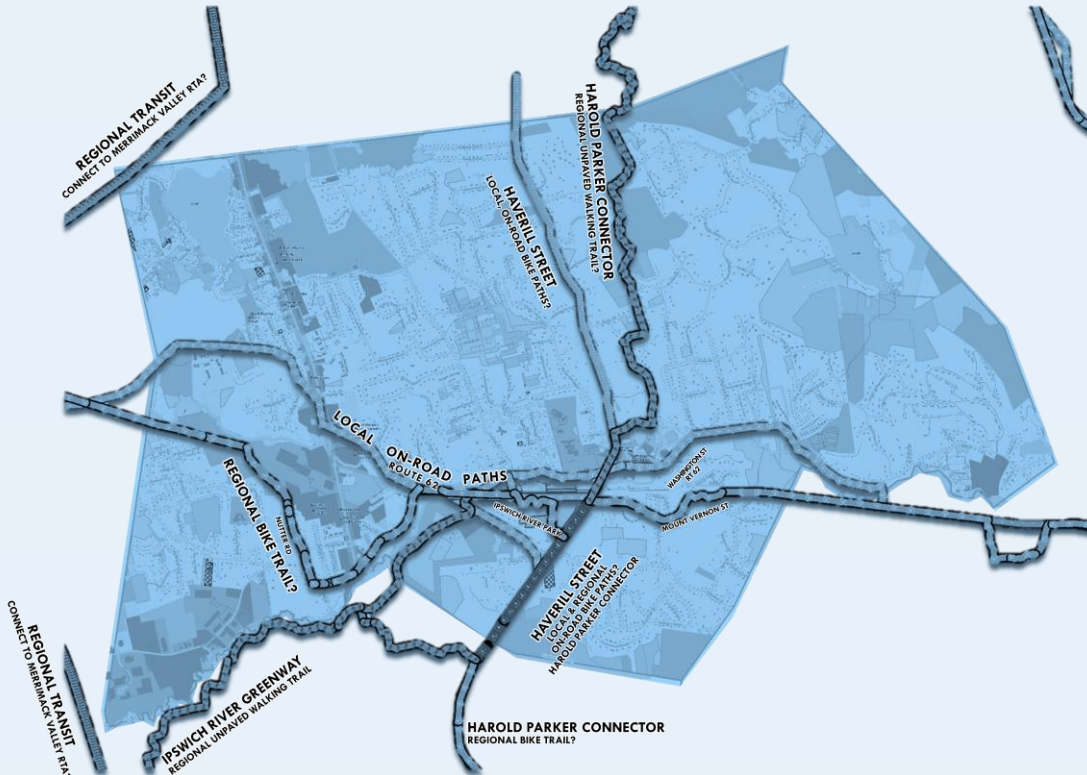 REGIONAL TRANSIT
CONNECT TO MERRIMACK VALLEY RTA?
HAROLD PARKER CONNECTOR
REGIONAL UNPAVED WALKING TRAIL?
HAVERILL STREET
LOCAL, ON-ROAD BIKE PATHS?
LOCAL ON-ROAD PATHS
ROUTE 62
WASHINGTON ST
RT 62
REGIONAL BIKE TRAIL?
NUTTER RD
IPSWICH RIVER PARK
MOUNT VERNON ST
HAVERILL STREET
LOCAL & REGIONAL
ON-ROAD BIKE PATHS?
HAROLD PARKER CONNECTOR
REGIONAL TRANSIT
CONNECT TO MERRIMACK VALLEY RTA?
IPSWICH RIVER GREENWAY
REGIONAL UNPAVED WALKING TRAIL
HAROLD PARKER CONNECTOR
REGIONAL BIKE TRAIL?